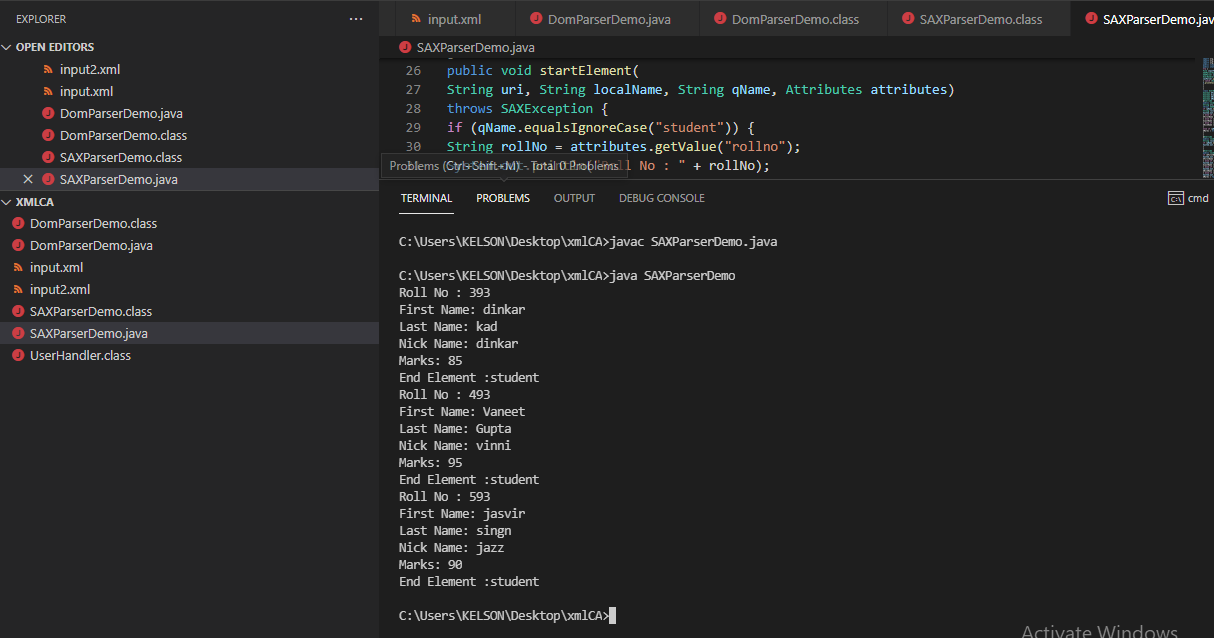 EXPLORER
OPEN EDITORS
input2.xml
input.xml
DomParserDemo.java
DomParserDemo.class
SAXParserDemo.class
SAXParserDemo.java
XMLCA
DomParserDemo.class
DomParserDemo.java
input.xml
input2.xml
SAXParserDemo.class
SAXParserDemo.java
UserHandler.class
input.xml DomParserDemo.java DomParserDemo.class SAXParserDemo.class SAXParserDemo.jav
SAXParserDemo.java
26 public void startElement(
27 String uri, String localName, String qName, Attributes attributes)
28 throws SAXException {
29 if (qName.equalsIgnoreCase("student")) {
30 String rollNo = attributes.getValue("rollno");
Problems (Ctrl+Shift+M) - Total 0 Problems No : " + rollNo);
TERMINAL PROBLEMS OUTPUT DEBUG CONSOLE cmd
C:\Users\KELSON\Desktop\xmlCA>javac SAXParserDemo.java
C:\Users\KELSON\Desktop\xmlCA>java SAXParserDemo
Roll No : 393
First Name: dinkar
Last Name: kad
Nick Name: dinkar
Marks: 85
End Element :student
Roll No : 493
First Name: Vaneet
Last Name: Gupta
Nick Name: vinni
Marks: 95
End Element :student
Roll No : 593
First Name: jasvir
Last Name: singn
Nick Name: jazz
Marks: 90
End Element :student
C:\Users\KELSON\Desktop\xmlCA>
Activate Windows